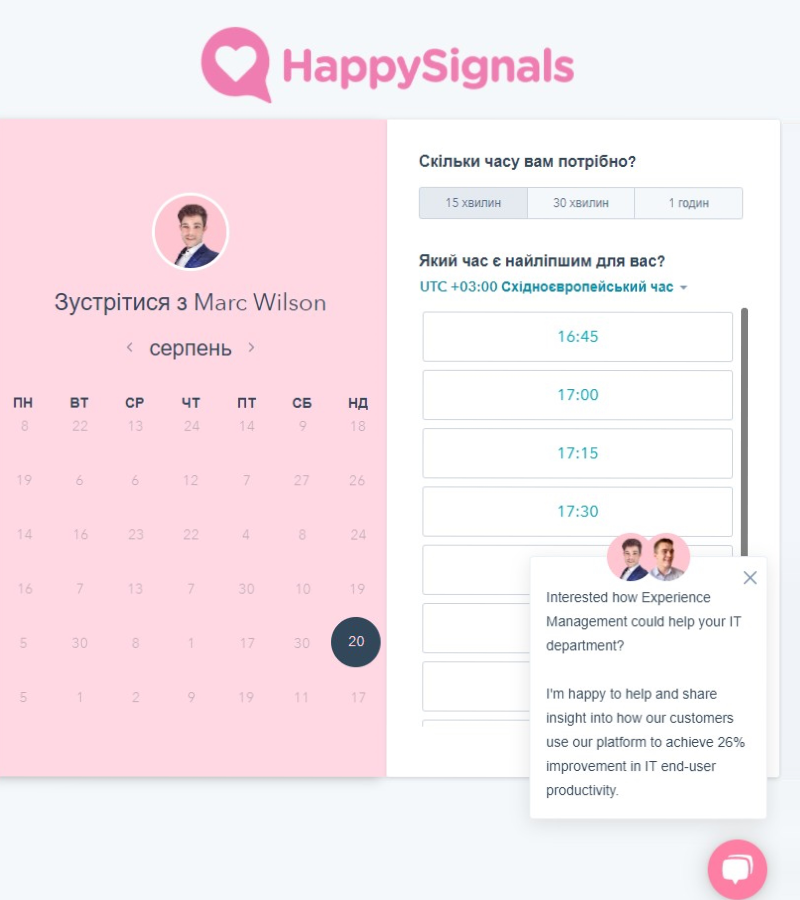 HappySignals
Зустрітися з Marc Wilson
серпень
ПН ВТ СР ЧТ ПТ СБ НД
8 22 13 24 14 9 18
19 6 6 12 7 27 26
14 16 23 22 4 8 24
16 7 13 7 30 10 19
5 30 8 1 17 30 20
5 1 2 9 19 11 17
Скільки часу вам потрібно?
15 хвилин 30 хвилин 1 годин
Який час є найліпшим для вас?
UTC +03:00 Східноєвропейський час
16:45
17:00
17:15
17:30
Interested how Experience
Management could help your IT
department?
I'm happy to help and share
insight into how our customers
use our platform to achieve 26%
improvement in IT end-user
productivity.